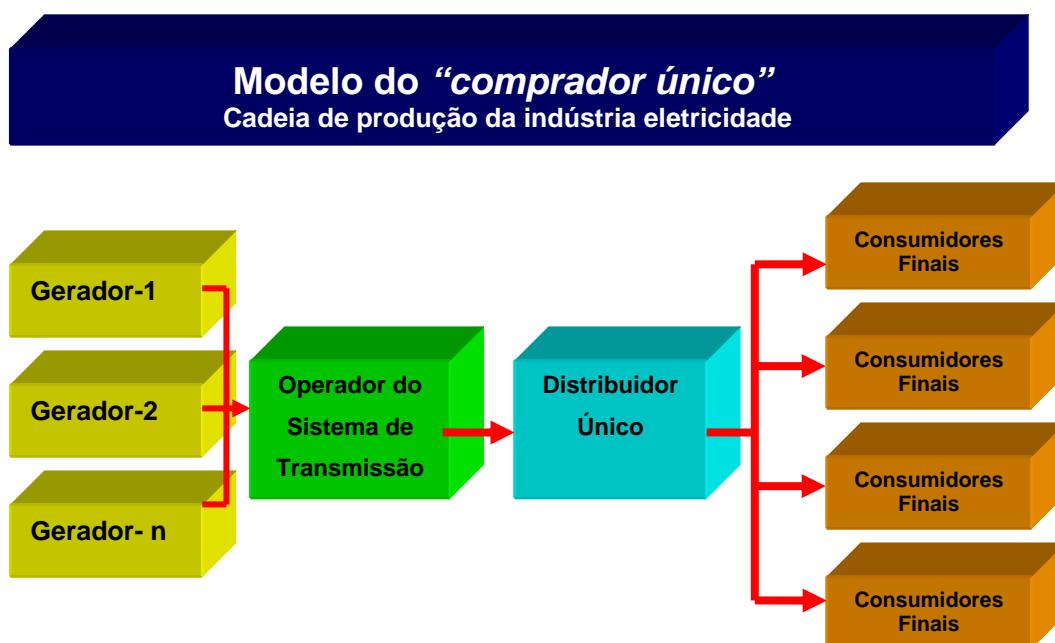 Modelo do “comprador único”
Cadeia de produção da indústria eletricidade
Gerador-1
Gerador-2
Gerador- n
Operador do
Sistema de
Transmissão
Distribuidor
Único
Consumidores
Finais
Consumidores
Finais
Consumidores
Finais
Consumidores
Finais